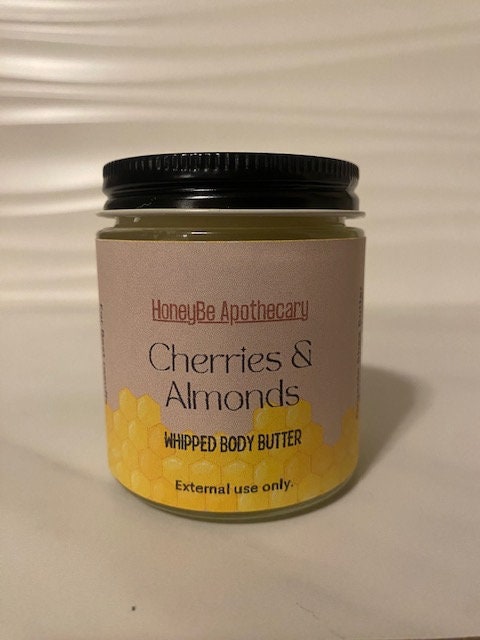 HoneyBe Apothecary
Cherries &
Almonds
WHIPPED BODY BUTTER
External use only.